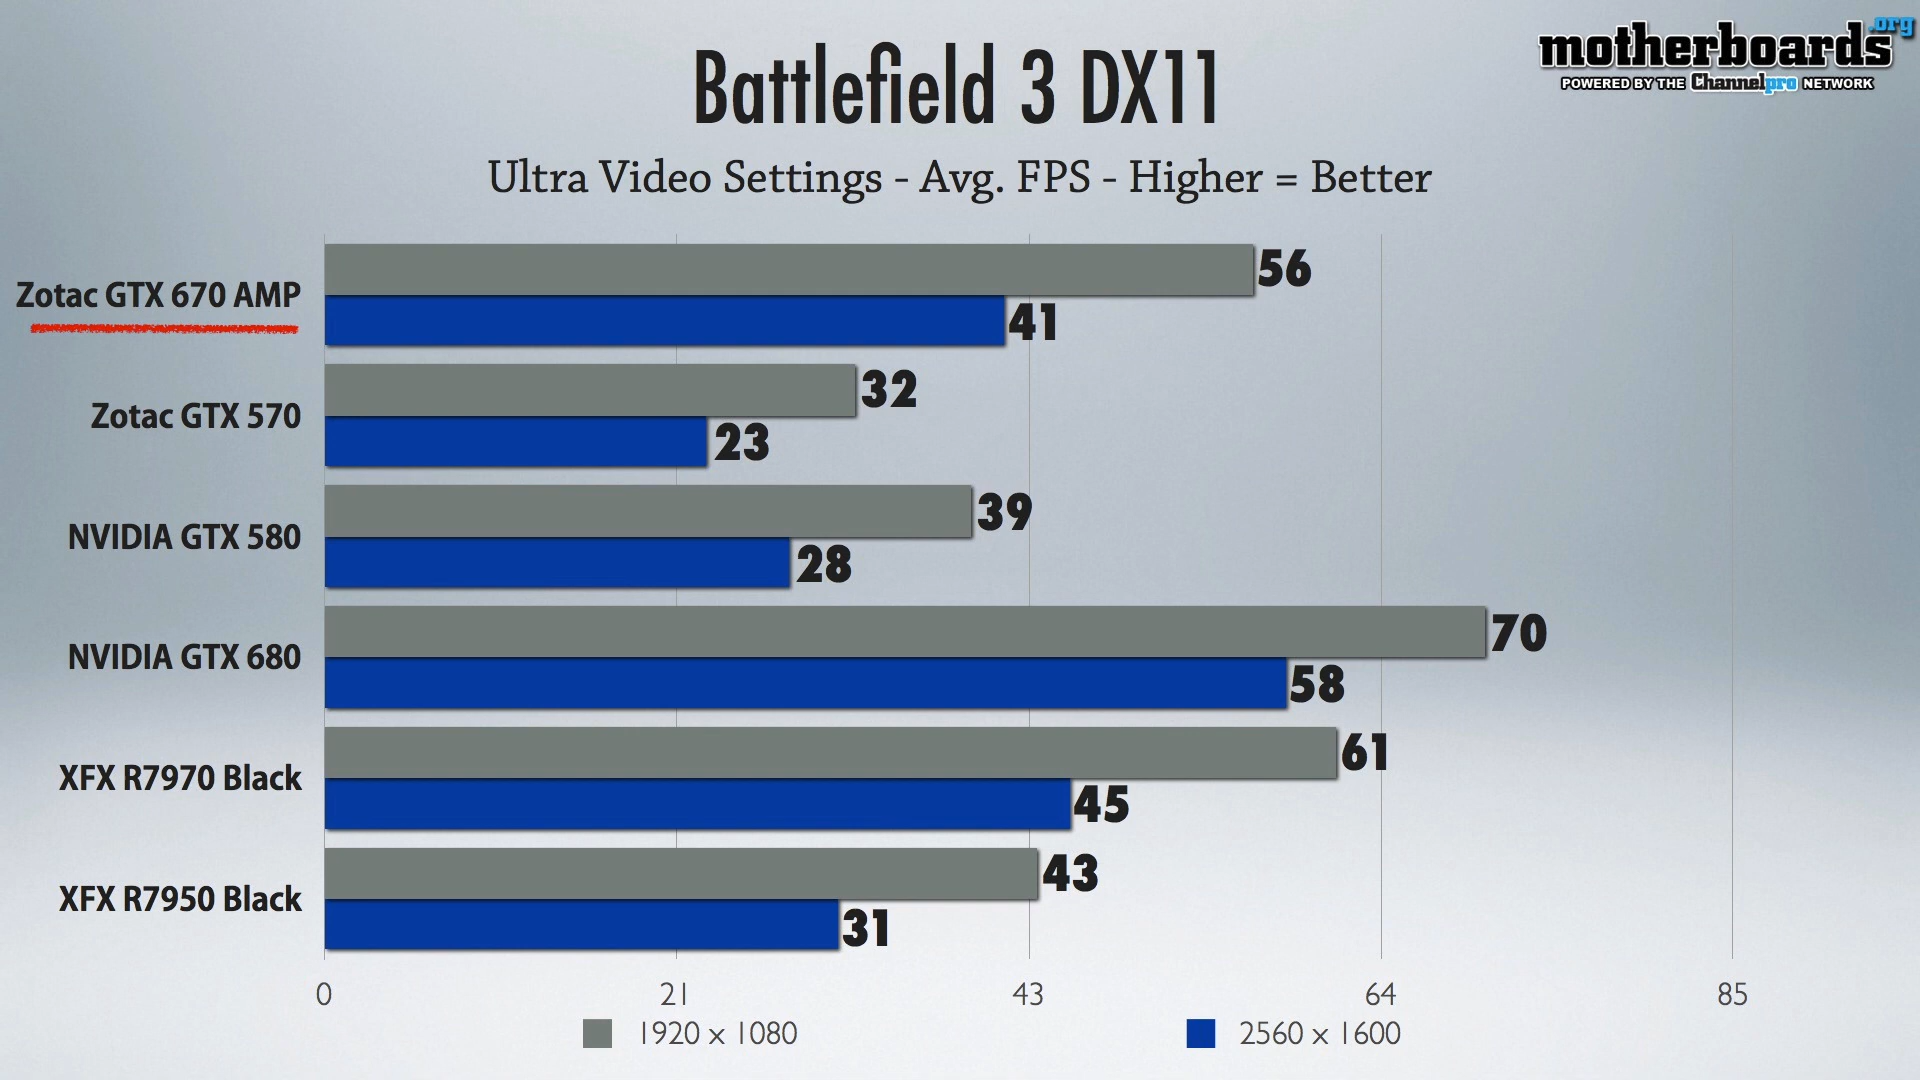 motherboards.org
POWERED BY THE Channelpro NETWORK
Battlefield 3 DX11
Ultra Video Settings - Avg. FPS - Higher = Better
Zotac GTX 670 AMP
56
41
Zotac GTX 570
32
23
NVIDIA GTX 580
39
28
NVIDIA GTX 680
70
58
XFX R7970 Black
61
45
XFX R7950 Black
43
31
0 21 43 64 85
1920 x 1080 2560 x 1600